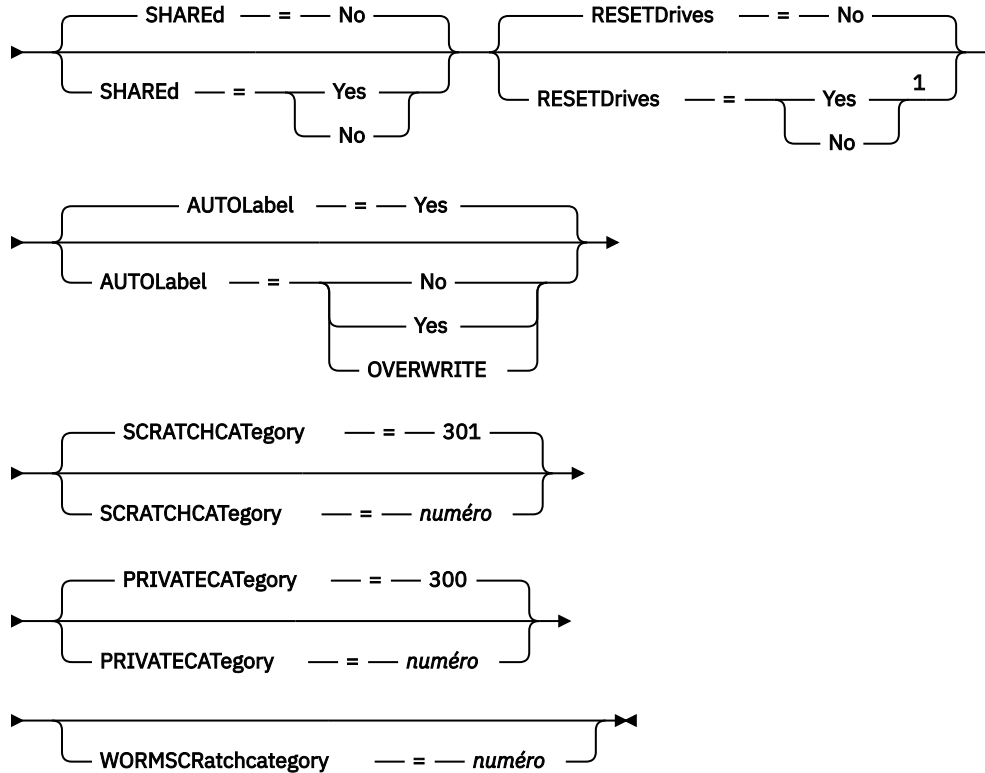 SHAREd = No
SHAREd = Yes
No
RESETDrives = No
RESETDrives = Yes 1
No
AUTOLabel = Yes
AUTOLabel = No
Yes
OVERWRITE
SCRATCHCATegory = 301
SCRATCHCATegory = numéro
PRIVATECATegory = 300
PRIVATECATegory = numéro
WORMSCRatchcategory = numéro